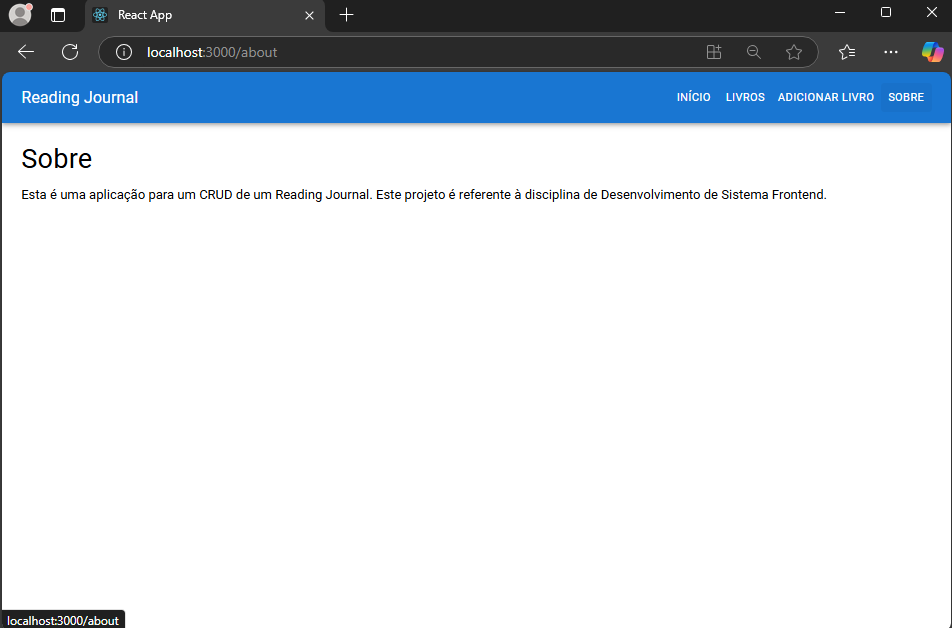 React App
localhost:3000/about
Reading Journal
INÍCIO LIVROS ADICIONAR LIVRO SOBRE
Sobre
Esta é uma aplicação para um CRUD de um Reading Journal. Este projeto é referente à disciplina de Desenvolvimento de Sistema Frontend.
localhost:3000/about